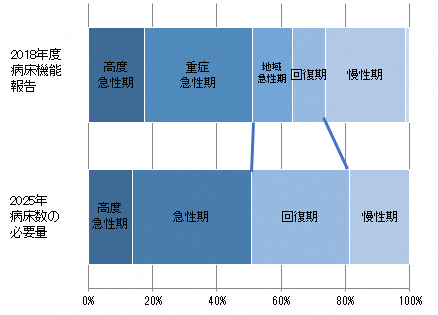 2018年度
病床機能
報告
高度
急性期
重症
急性期
地域
急性期
回復期
慢性期
2025年
病床数の
必要量
高度
急性期
急性期
回復期
慢性期
0%
20%
40%
60%
80%
100%